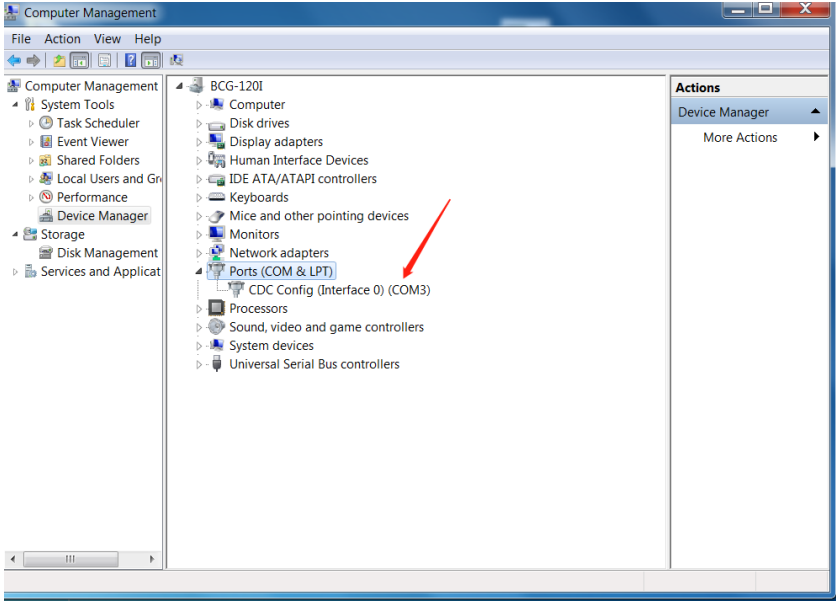 Computer Management
File Action View Help
Computer Management
System Tools
Task Scheduler
Event Viewer
Shared Folders
Local Users and Gr
Performance
Device Manager
Storage
Disk Management
Services and Applicat
BCG-120I
Computer
Disk drives
Display adapters
Human Interface Devices
IDE ATA/ATAPI controllers
Keyboards
Mice and other pointing devices
Monitors
Network adapters
Ports (COM & LPT)
CDC Config (Interface 0) (COM3)
Processors
Sound, video and game controllers
System devices
Universal Serial Bus controllers
Actions
Device Manager
More Actions